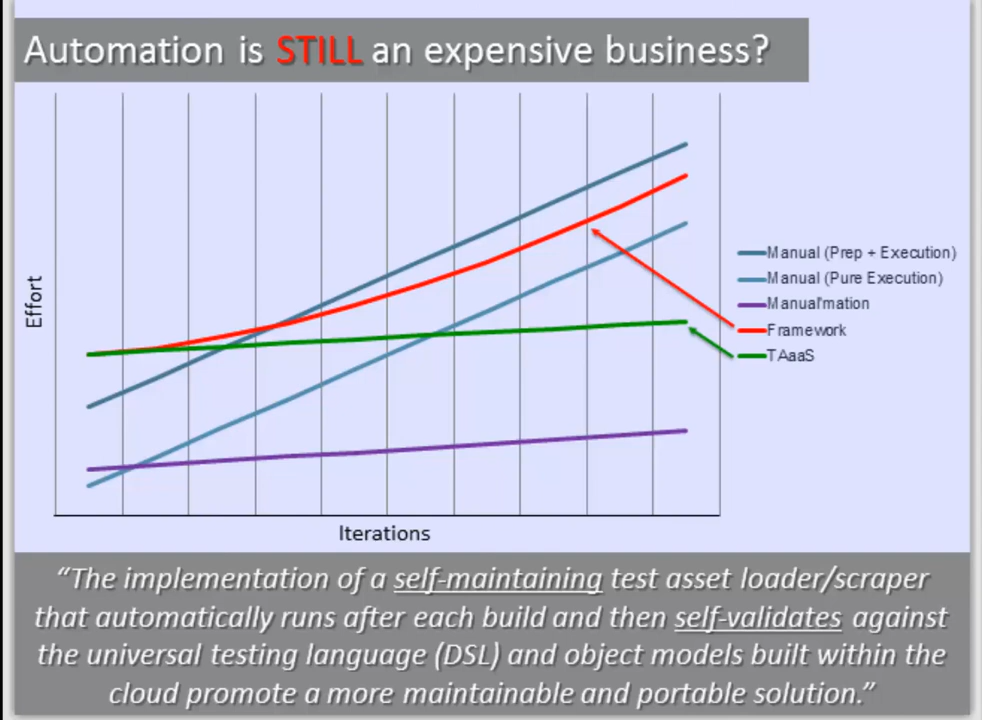 Automation is STILL an expensive business?
Effort
Iterations
Manual (Prep + Execution)
Manual (Pure Execution)
Manual'mation
Framework
TAaaS
“The implementation of a self-maintaining test asset loader/scraper
that automatically runs after each build and then self-validates against
the universal testing language (DSL) and object models built within the
cloud promote a more maintainable and portable solution.”